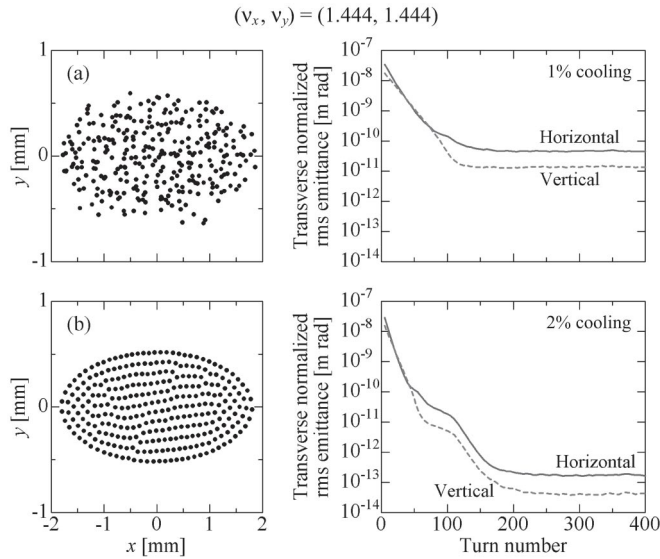 (νx, νy) = (1.444, 1.444)
(a)
y [mm]
1
0
-1
1% cooling
Horizontal
Vertical
Transverse normalized
rms emittance [m rad]
10-7
10-8
10-9
10-10
10-11
10-12
10-13
10-14
(b)
y [mm]
1
0
-1
-2
-1
0
1
2
x [mm]
2% cooling
Horizontal
Vertical
Transverse normalized
rms emittance [m rad]
10-7
10-8
10-9
10-10
10-11
10-12
10-13
10-14
0
100
200
300
400
Turn number